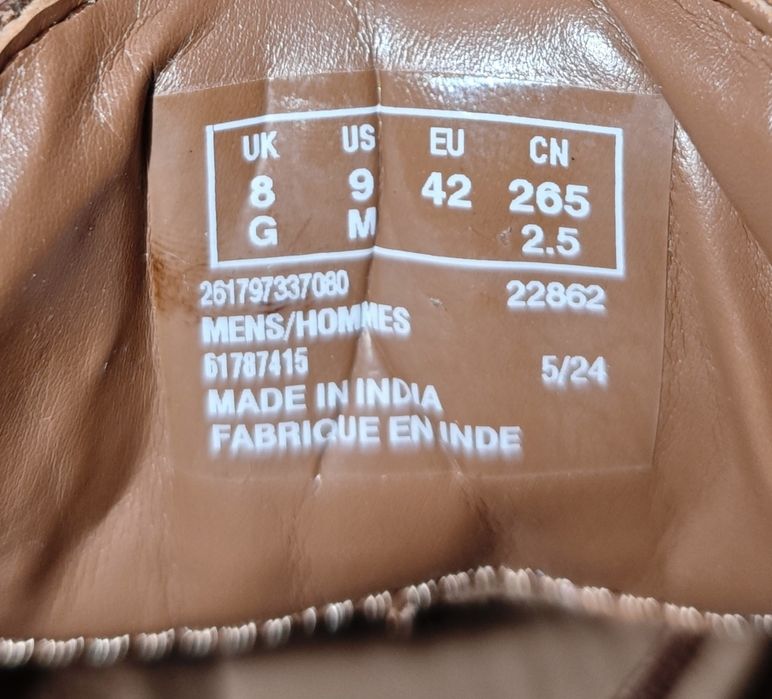 UK US EU CN
8 9 42 265
G M 2.5
261797337080 22862
MENS/HOMMES
61787415 5/24
MADE IN INDIA
FABRIQUE EN INDE